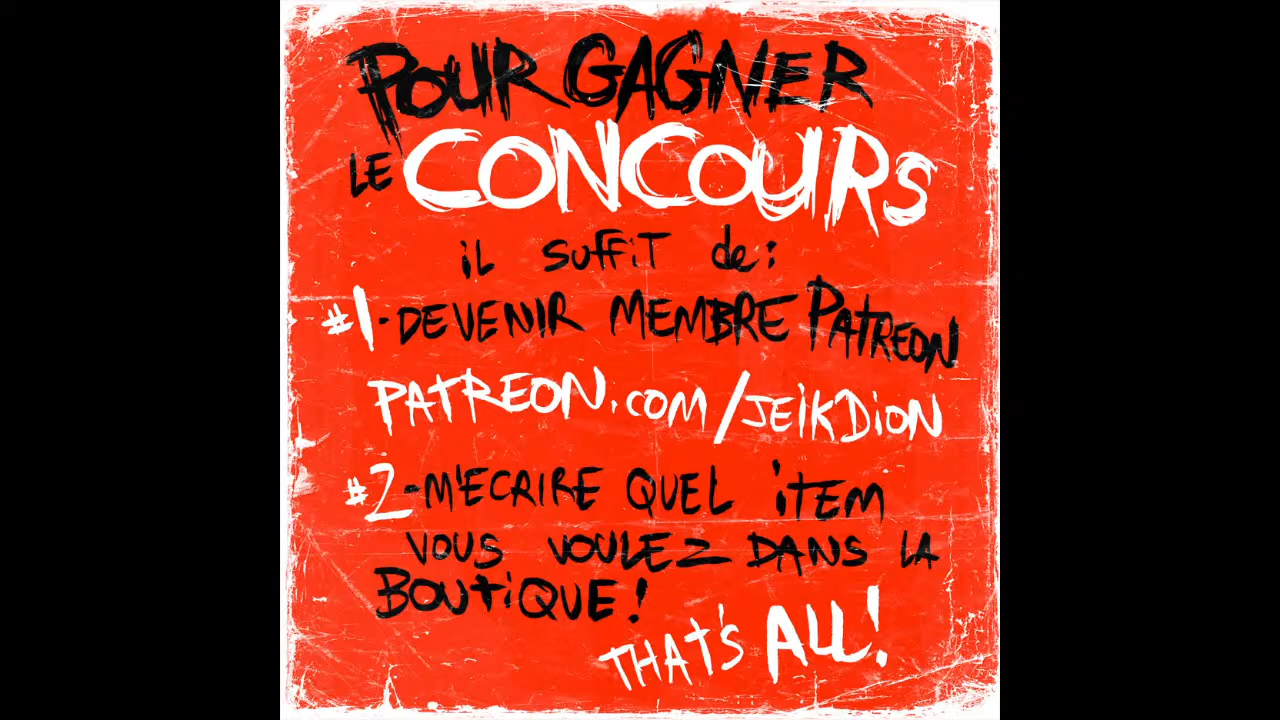 POUR GAGNER
LE CONCOURS
iL SUFFiT de:
#1-DEVENIR MEMBRE PATREON
PATREON.COM/JEIKDiON
#2-M'ECRIRE QUEL iTEM
VOUS VOULEZ DANS LA
BOUTiQUE!
THAT'S ALL!